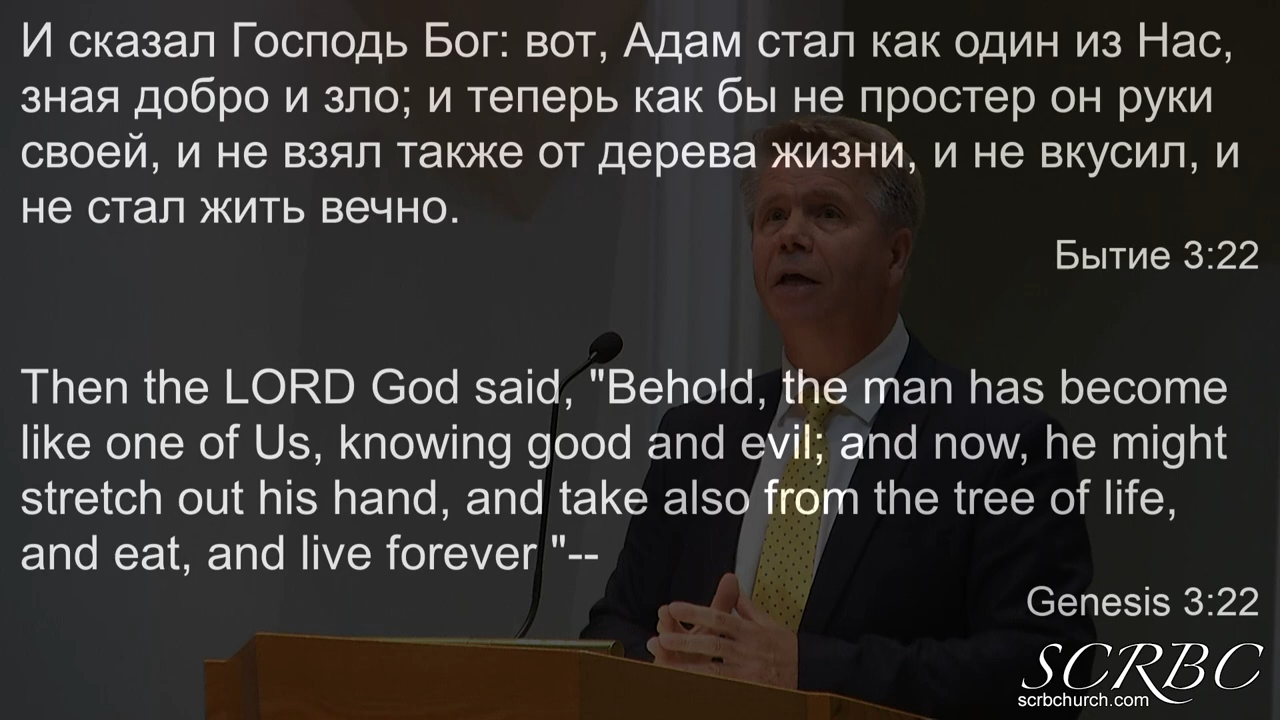 И сказал Господь Бог: вот, Адам стал как один из Нас,
зная добро и зло; и теперь как бы не простер он руки
своей, и не взял также от дерева жизни, и не вкусил, и
не стал жить вечно.
Бытие 3:22
Then the LORD God said, "Behold, the man has become
like one of Us, knowing good and evil; and now, he might
stretch out his hand, and take also from the tree of life,
and eat, and live forever "--
Genesis 3:22
SCRBC
scrbchurch.com